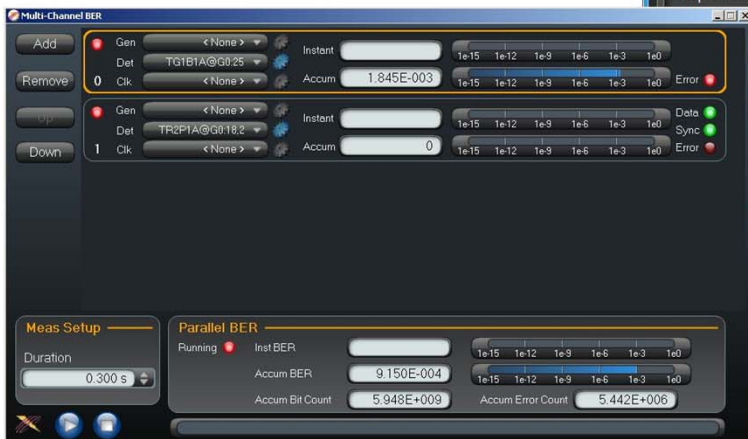 Multi-Channel BER
Add
Remove
Up
Down
Gen <None>
Det TG1B1A@G0:25
0 Clk <None>
Instant
Accum 1.845E-003
1e-15 1e-12 1e-9 1e-6 1e-3 1e0
1e-15 1e-12 1e-9 1e-6 1e-3 1e0
Error
Gen <None>
Det TR2P1A@G0:18,2
1 Clk <None>
Instant
Accum 0
1e-15 1e-12 1e-9 1e-6 1e-3 1e0
1e-15 1e-12 1e-9 1e-6 1e-3 1e0
Data
Sync
Error
Meas Setup
Duration
0.300 s
Parallel BER
Running
Inst BER
1e-15 1e-12 1e-9 1e-6 1e-3 1e0
Accum BER 9.150E-004
1e-15 1e-12 1e-9 1e-6 1e-3 1e0
Accum Bit Count 5.948E+009
Accum Error Count 5.442E+006